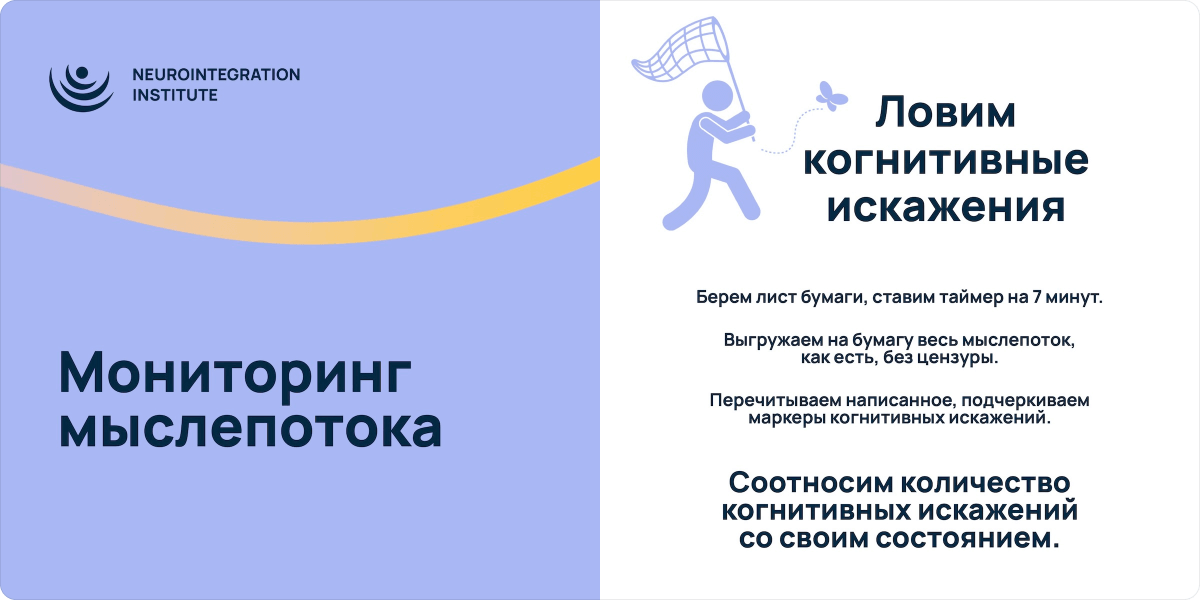 NEUROINTEGRATION
INSTITUTE
Мониторинг
мыслепотока
Ловим
когнитивные
искажения
Берем лист бумаги, ставим таймер на 7 минут.
Выгружаем на бумагу весь мыслепоток,
как есть, без цензуры.
Перечитываем написанное, подчеркиваем
маркеры когнитивных искажений.
Соотносим количество
когнитивных искажений
со своим состоянием.